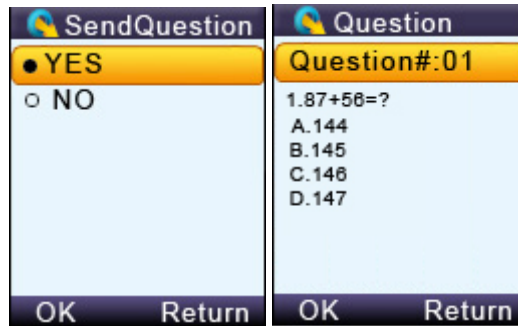 SendQuestion
YES
NO
OK Return
Question
Question#:01
1.87+56=?
A.144
B.145
C.146
D.147
OK Return